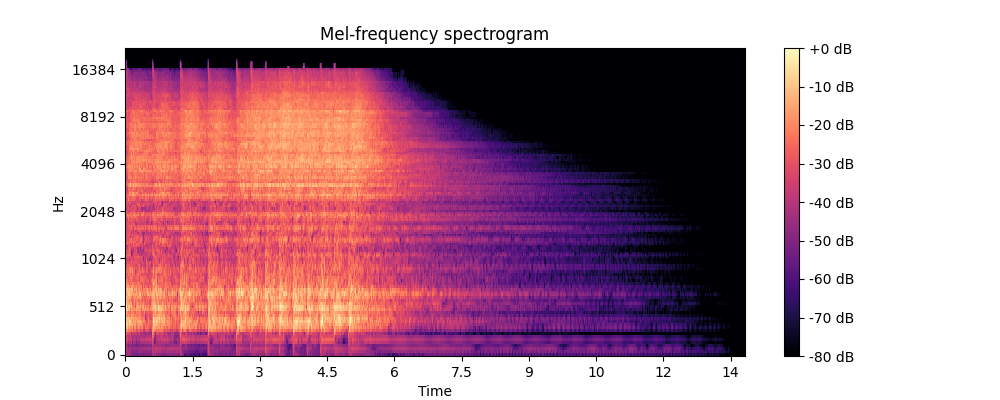 Mel-frequency spectrogram
Hz
16384
8192
4096
2048
1024
512
0
0 1.5 3 4.5 6 7.5 9 10 12 14
Time
+0 dB
-10 dB
-20 dB
-30 dB
-40 dB
-50 dB
-60 dB
-70 dB
-80 dB